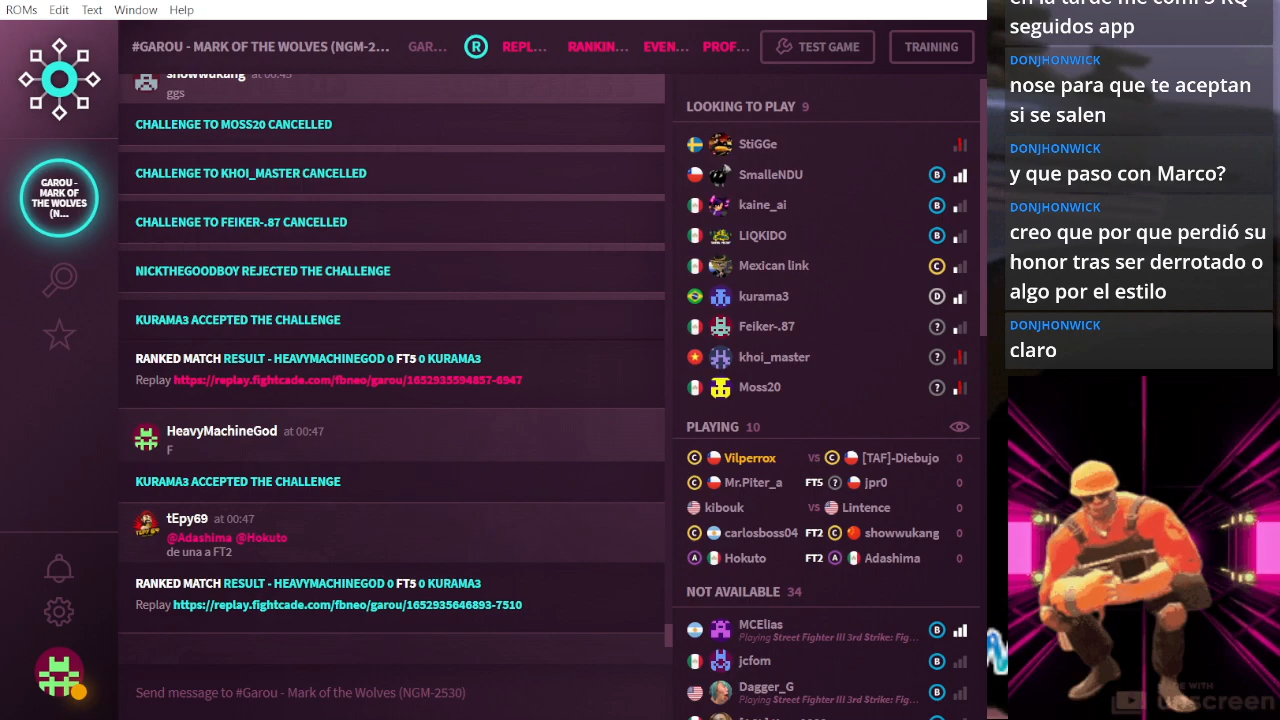 ROMs Edit Text Window Help
#GAROU - MARK OF THE WOLVES (NGM-2... GAR... R REPL... RANKIN... EVEN... PROF... TEST GAME TRAINING
GAROU -
MARK OF
THE WOLVES
(N...
showwukang at 00:45
ggs
CHALLENGE TO MOSS20 CANCELLED
CHALLENGE TO KHOI_MASTER CANCELLED
CHALLENGE TO FEIKER-.87 CANCELLED
NICKTHEGOODBOY REJECTED THE CHALLENGE
KURAMA3 ACCEPTED THE CHALLENGE
RANKED MATCH RESULT - HEAVYMACHINEGOD 0 FT5 0 KURAMA3
Replay https://replay.fightcade.com/fbneo/garou/1652935594857-6947
HeavyMachineGod at 00:47
F
KURAMA3 ACCEPTED THE CHALLENGE
tEpy69 at 00:47
@Adashima @Hokuto
de una a FT2
RANKED MATCH RESULT - HEAVYMACHINEGOD 0 FT5 0 KURAMA3
Replay https://replay.fightcade.com/fbneo/garou/1652935646893-7510
Send message to #Garou - Mark of the Wolves (NGM-2530)
LOOKING TO PLAY 9
StiGGe
SmalleNDU B
kaine_ai B
LIQKIDO B
Mexican link C
kurama3 D
Feiker-.87 ?
khoi_master ?
Moss20 ?
PLAYING 10
C Vilperrox VS C [TAF]-Diebujo 0
C Mr.Piter_a FT5 ? jpr0 0
kibouk VS Lintence 0
C carlosboss04 FT2 C showwukang 0
A Hokuto FT2 A Adashima 0
NOT AVAILABLE 34
MCElias B
Playing Street Fighter III 3rd Strike: Fig...
jcfom B
Dagger_G B
Playing Street Fighter III 3rd Strike: Fig...
seguidos app
DONJHONWICK
nose para que te aceptan
si se salen
DONJHONWICK
y que paso con Marco?
DONJHONWICK
creo que por que perdió su
honor tras ser derrotado o
algo por el estilo
DONJHONWICK
claro
MADE WITH
unscreen